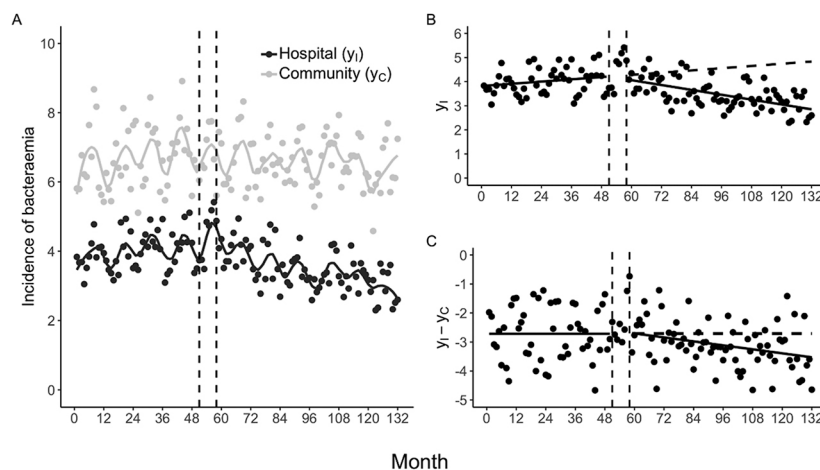 A
Incidence of bacteraemia
10
8
6
4
2
0
Hospital (yI)
Community (yC)
0 12 24 36 48 60 72 84 96 108 120 132
B
yI
6
5
4
3
2
1
0
0 12 24 36 48 60 72 84 96 108 120 132
C
yI – yC
-0
-1
-2
-3
-4
-5
0 12 24 36 48 60 72 84 96 108 120 132
Month